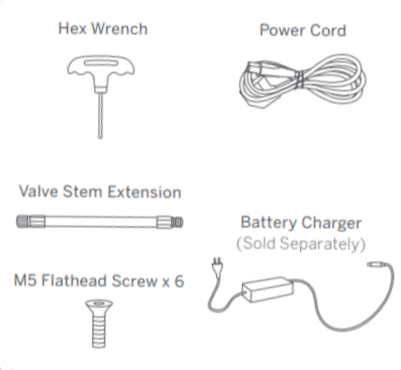 Hex Wrench
Power Cord
Valve Stem Extension
Battery Charger
(Sold Separately)
M5 Flathead Screw x 6